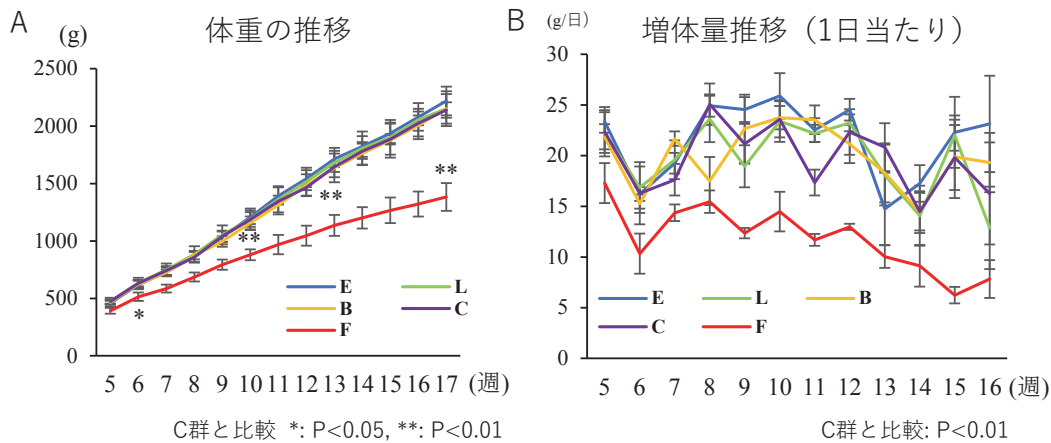 A
体重の推移
(g)
2500
2000
1500
1000
500
0
**
**
**
*
E
L
B
C
F
5 6 7 8 9 10 11 12 13 14 15 16 17 (週)
C群と比較 *: P<0.05, **: P<0.01
B
(g/日)
増体量推移（1日当たり）
30
25
20
15
10
5
0
E
L
B
C
F
5 6 7 8 9 10 11 12 13 14 15 16 (週)
C群と比較: P<0.01